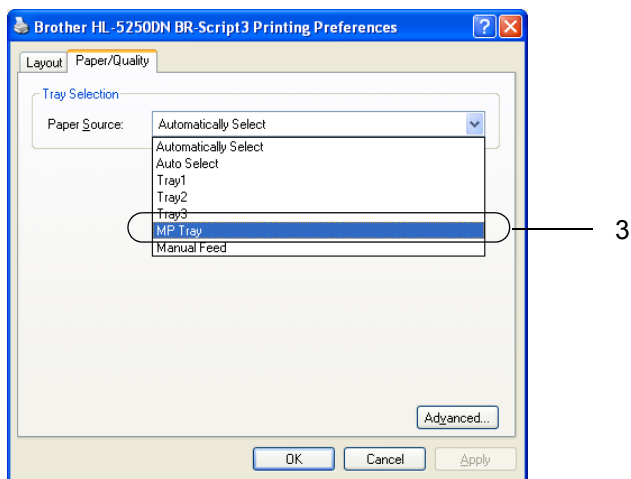 Brother HL-5250DN BR-Script3 Printing Preferences
Layout Paper/Quality
Tray Selection
Paper Source: Automatically Select
Automatically Select
Auto Select
Tray1
Tray2
Tray3
MP Tray 3
Manual Feed
Advanced...
OK Cancel Apply